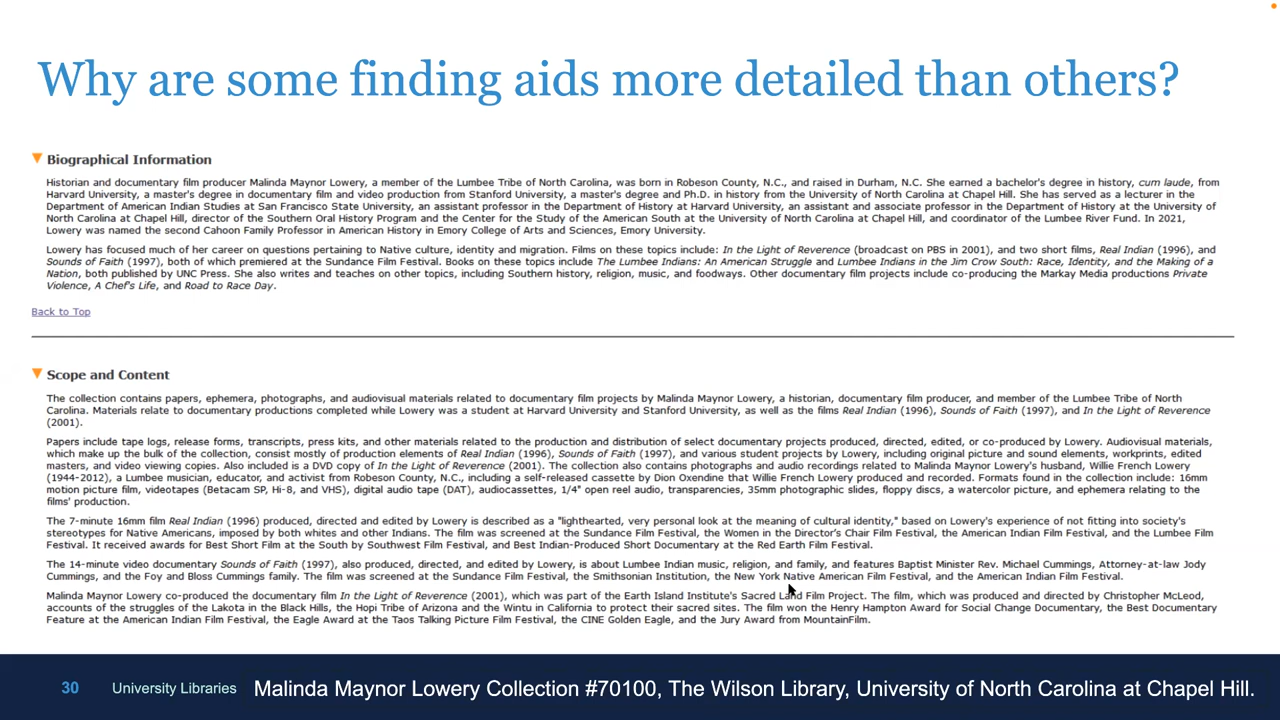 Why are some finding aids more detailed than others?
Biographical Information
Historian and documentary film producer Malinda Maynor Lowery, a member of the Lumbee Tribe of North Carolina, was born in Robeson County, N.C., and raised in Durham, N.C. She earned a bachelor's degree in history, cum laude, from
Harvard University, a master's degree in documentary film and video production from Stanford University, a master's degree and Ph.D. in history from the University of North Carolina at Chapel Hill. She has served as a lecturer in the
Department of American Indian Studies at San Francisco State University, an assistant professor in the Department of History at Harvard University, an assistant and associate professor in the Department of History at the University of
North Carolina at Chapel Hill, director of the Southern Oral History Program and the Center for the Study of the American South at the University of North Carolina at Chapel Hill, and coordinator of the Lumbee River Fund. In 2021,
Lowery was named the second Cahoon Family Professor in American History in Emory College of Arts and Sciences, Emory University.
Lowery has focused much of her career on questions pertaining to Native culture, identity and migration. Films on these topics include: In the Light of Reverence (broadcast on PBS in 2001), and two short films, Real Indian (1996), and
Sounds of Faith (1997), both of which premiered at the Sundance Film Festival. Books on these topics include The Lumbee Indians: An American Struggle and Lumbee Indians in the Jim Crow South: Race, Identity, and the Making of a
Nation, both published by UNC Press. She also writes and teaches on other topics, including Southern history, religion, music, and foodways. Other documentary film projects include co-producing the Markay Media productions Private
Violence, A Chef's Life, and Road to Race Day.
Back to Top
Scope and Content
The collection contains papers, ephemera, photographs, and audiovisual materials related to documentary film projects by Malinda Maynor Lowery, a historian, documentary film producer, and member of the Lumbee Tribe of North
Carolina. Materials relate to documentary productions completed while Lowery was a student at Harvard University and Stanford University, as well as the films Real Indian (1996), Sounds of Faith (1997), and In the Light of Reverence
(2001).
Papers include tape logs, release forms, transcripts, press kits, and other materials related to the production and distribution of select documentary projects produced, directed, edited, or co-produced by Lowery. Audiovisual materials,
which make up the bulk of the collection, consist mostly of production elements of Real Indian (1996), Sounds of Faith (1997), and various student projects by Lowery, including original picture and sound elements, workprints, edited
masters, and video viewing copies. Also included is a DVD copy of In the Light of Reverence (2001). The collection also contains photographs and audio recordings related to Malinda Maynor Lowery's husband, Willie French Lowery
(1944-2012), a Lumbee musician, educator, and activist from Robeson County, N.C., including a self-released cassette by Dion Oxendine that Willie French Lowery produced and recorded. Formats found in the collection include: 16mm
motion picture film, videotapes (Betacam SP, Hi-8, and VHS), digital audio tape (DAT), audiocassettes, 1/4" open reel audio, transparencies, 35mm photographic slides, floppy discs, a watercolor picture, and ephemera relating to the
films' production.
The 7-minute 16mm film Real Indian (1996) produced, directed and edited by Lowery is described as a "lighthearted, very personal look at the meaning of cultural identity," based on Lowery's experience of not fitting into society's
stereotypes for Native Americans, imposed by both whites and other Indians. The film was screened at the Sundance Film Festival, the Women in the Director's Chair Film Festival, the American Indian Film Festival, and the Lumbee Film
Festival. It received awards for Best Short Film at the South by Southwest Film Festival, and Best Indian-Produced Short Documentary at the Red Earth Film Festival.
The 14-minute video documentary Sounds of Faith (1997), also produced, directed, and edited by Lowery, is about Lumbee Indian music, religion, and family, and features Baptist Minister Rev. Michael Cummings, Attorney-at-law Jody
Cummings, and the Foy and Bloss Cummings family. The film was screened at the Sundance Film Festival, the Smithsonian Institution, the New York Native American Film Festival, and the American Indian Film Festival.
Malinda Maynor Lowery co-produced the documentary film In the Light of Reverence (2001), which was part of the Earth Island Institute's Sacred Land Film Project. The film, which was produced and directed by Christopher McLeod,
accounts of the struggles of the Lakota in the Black Hills, the Hopi Tribe of Arizona and the Wintu in California to protect their sacred sites. The film won the Henry Hampton Award for Social Change Documentary, the Best Documentary
Feature at the American Indian Film Festival, the Eagle Award at the Taos Talking Picture Film Festival, the CINE Golden Eagle, and the Jury Award from MountainFilm.
30 University Libraries Malinda Maynor Lowery Collection #70100, The Wilson Library, University of North Carolina at Chapel Hill.